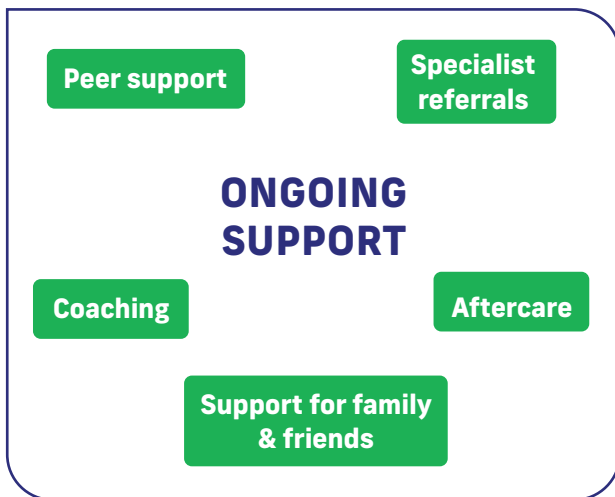 Peer support
Specialist
referrals
ONGOING
SUPPORT
Coaching
Aftercare
Support for family
& friends